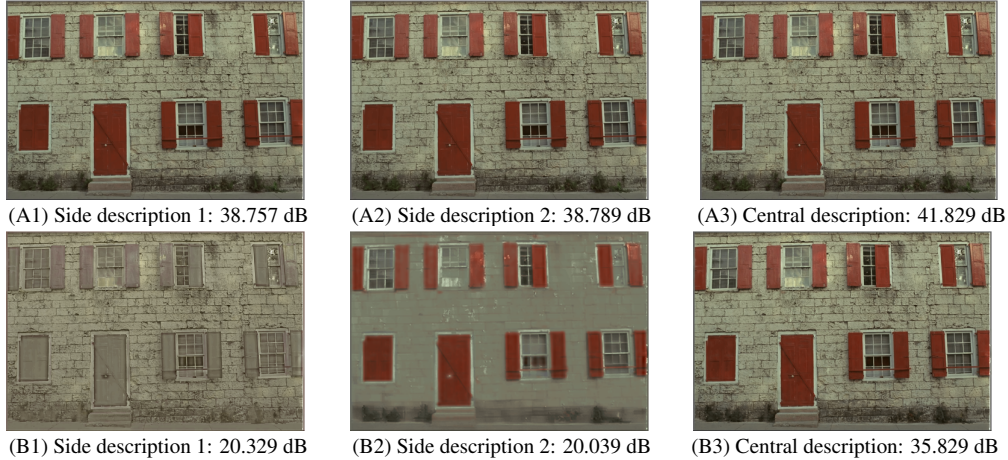 (A1) Side description 1: 38.757 dB
(A2) Side description 2: 38.789 dB
(A3) Central description: 41.829 dB
(B1) Side description 1: 20.329 dB
(B2) Side description 2: 20.039 dB
(B3) Central description: 35.829 dB